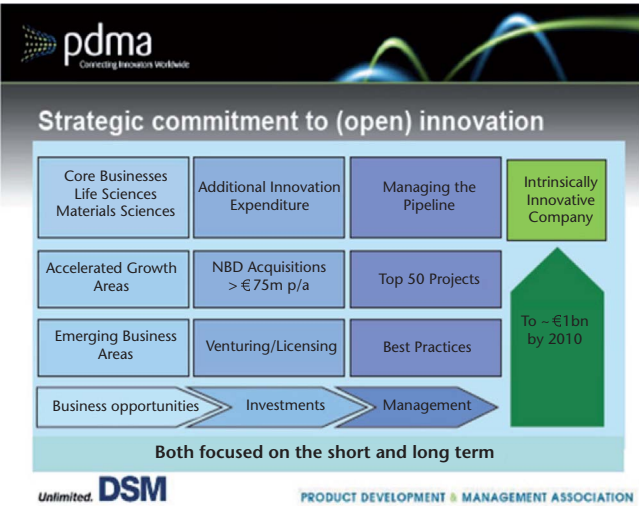 pdma
Connecting Innovators Worldwide
Strategic commitment to (open) innovation
Core Businesses
Life Sciences
Materials Sciences
Additional Innovation
Expenditure
Managing the
Pipeline
Intrinsically
Innovative
Company
Accelerated Growth
Areas
NBD Acquisitions
> €75m p/a
Top 50 Projects
Emerging Business
Areas
Venturing/Licensing
Best Practices
To ~ €1bn
by 2010
Business opportunities
Investments
Management
Both focused on the short and long term
Unlimited. DSM
PRODUCT DEVELOPMENT & MANAGEMENT ASSOCIATION